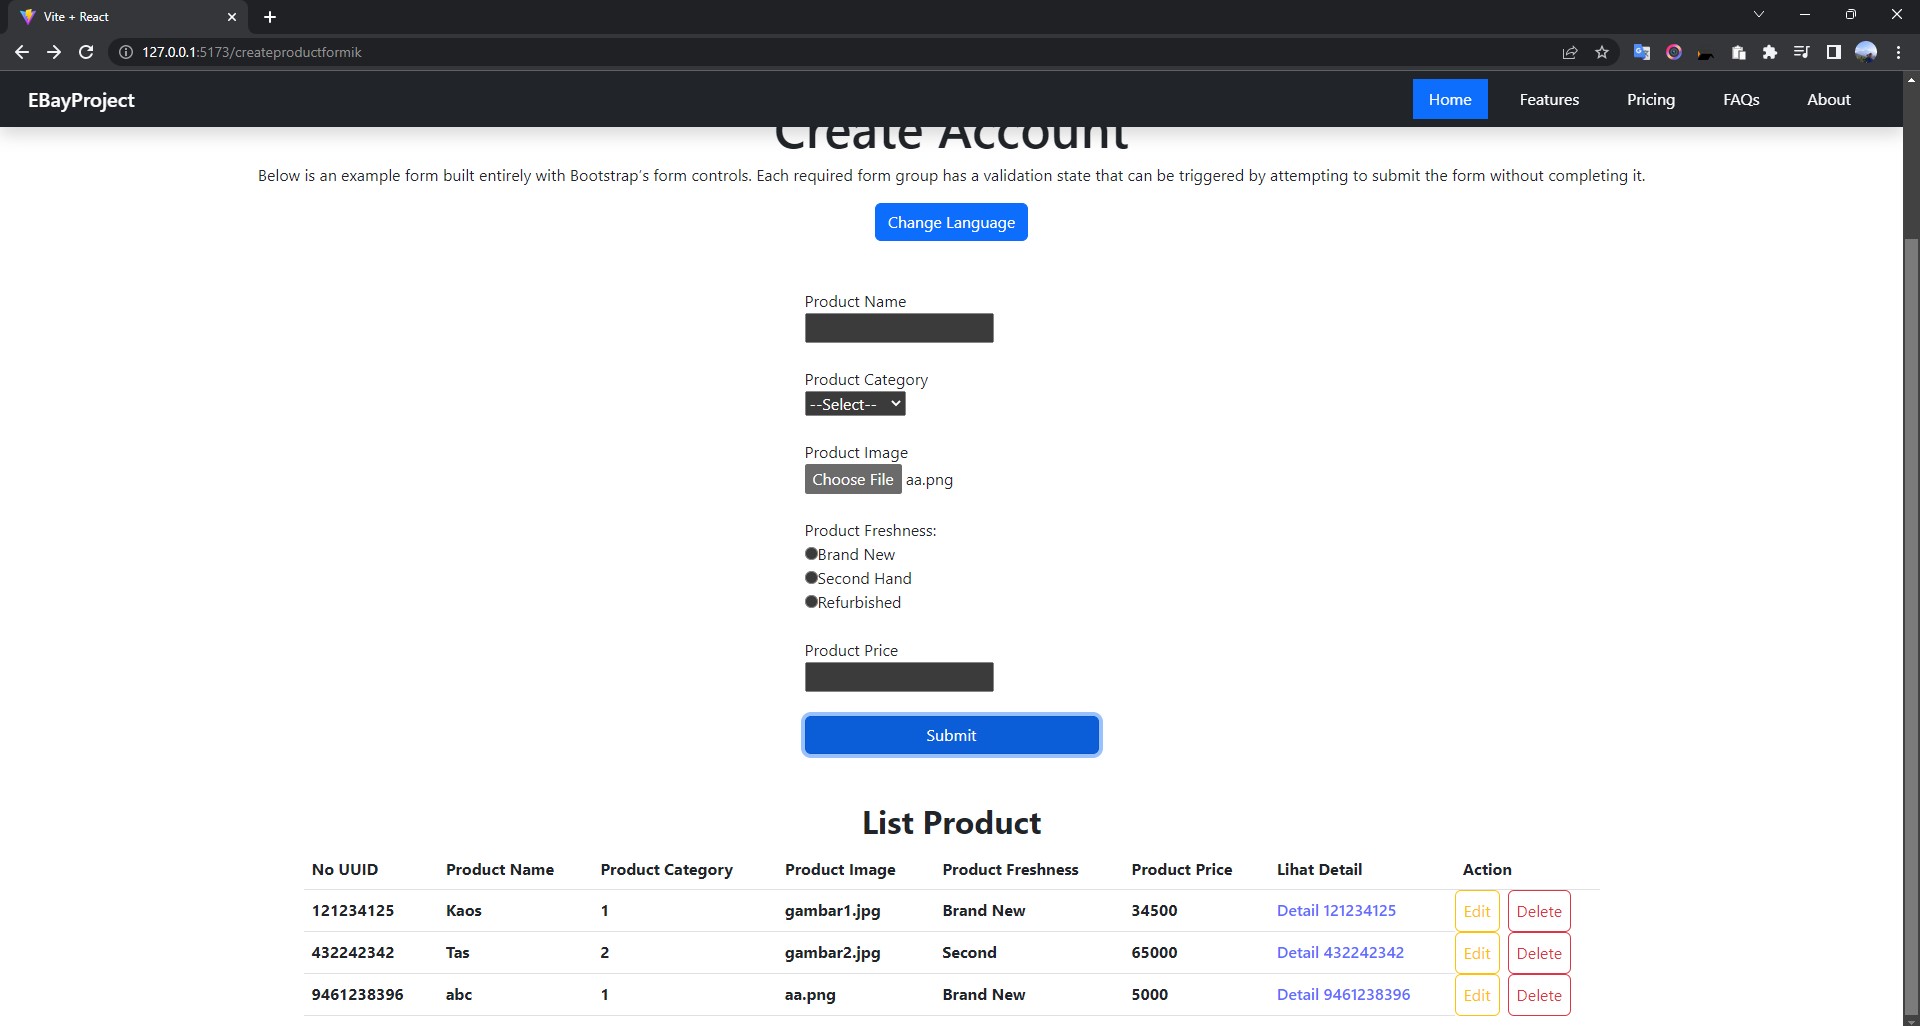 Vite + React
127.0.0.1:5173/createproductformik
EBayProject
Home Features Pricing FAQs About
Create Account
Below is an example form built entirely with Bootstrap's form controls. Each required form group has a validation state that can be triggered by attempting to submit the form without completing it.
Change Language
Product Name
Product Category
--Select--
Product Image
Choose File aa.png
Product Freshness:
Brand New
Second Hand
Refurbished
Product Price
Submit
List Product
No UUID Product Name Product Category Product Image Product Freshness Product Price Lihat Detail Action
121234125 Kaos 1 gambar1.jpg Brand New 34500 Detail 121234125 Edit Delete
432242342 Tas 2 gambar2.jpg Second 65000 Detail 432242342 Edit Delete
9461238396 abc 1 aa.png Brand New 5000 Detail 9461238396 Edit Delete